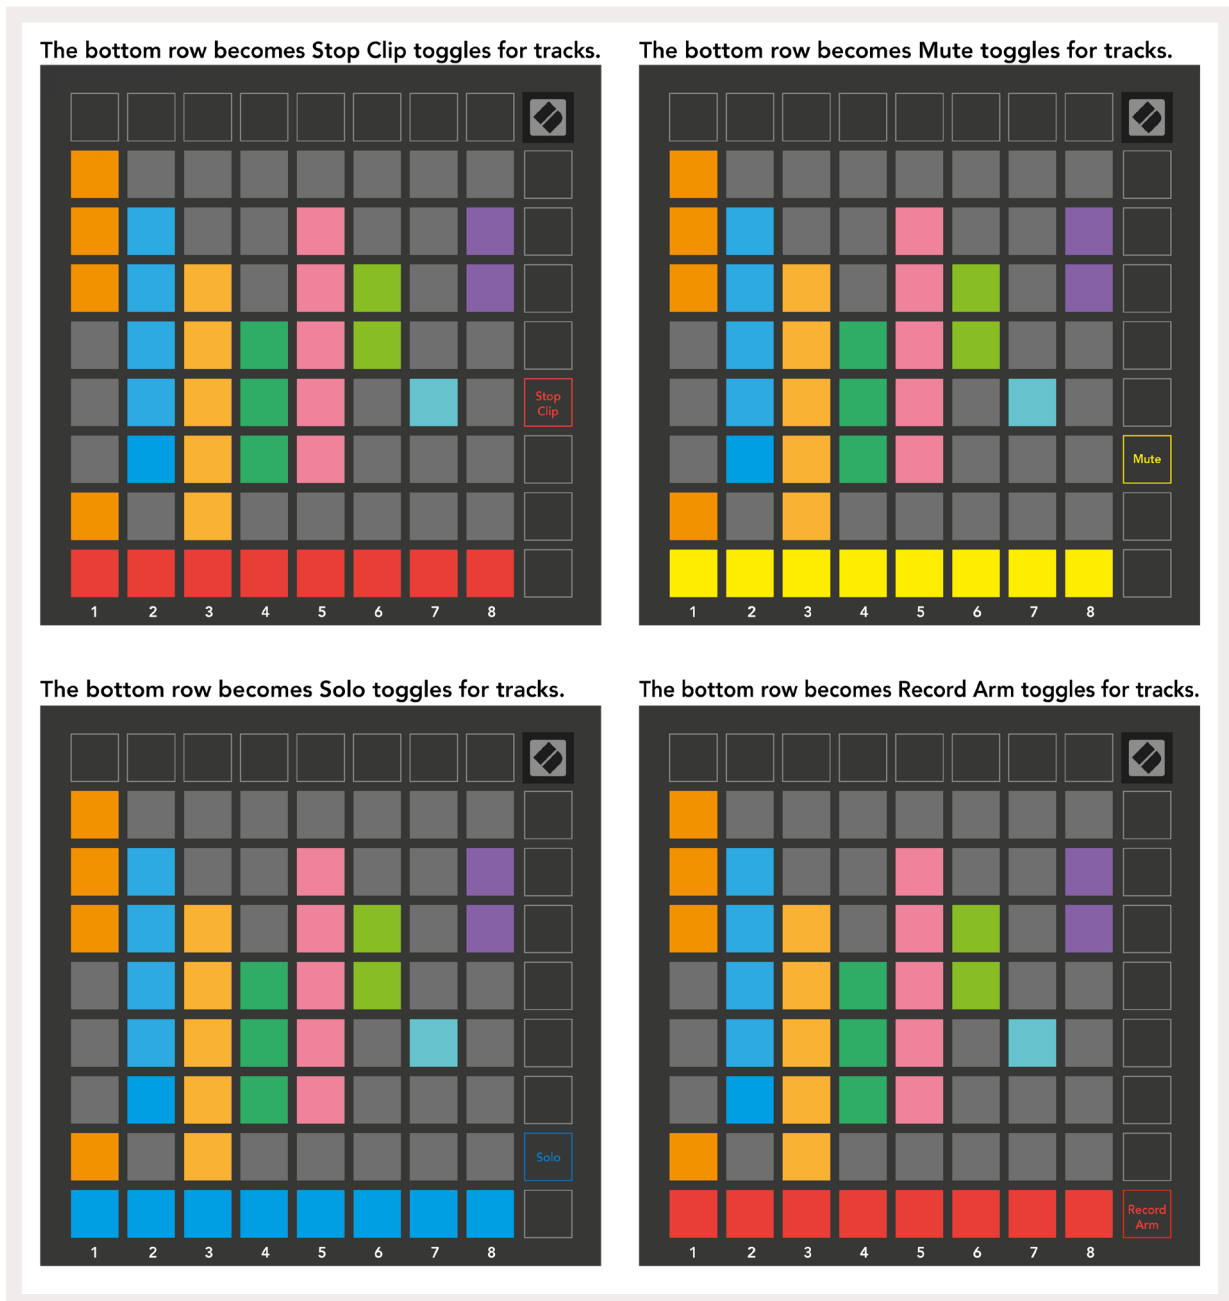 The bottom row becomes Stop Clip toggles for tracks.
Stop
Clip
1 2 3 4 5 6 7 8
The bottom row becomes Mute toggles for tracks.
Mute
1 2 3 4 5 6 7 8
The bottom row becomes Solo toggles for tracks.
Solo
1 2 3 4 5 6 7 8
The bottom row becomes Record Arm toggles for tracks.
Record
Arm
1 2 3 4 5 6 7 8